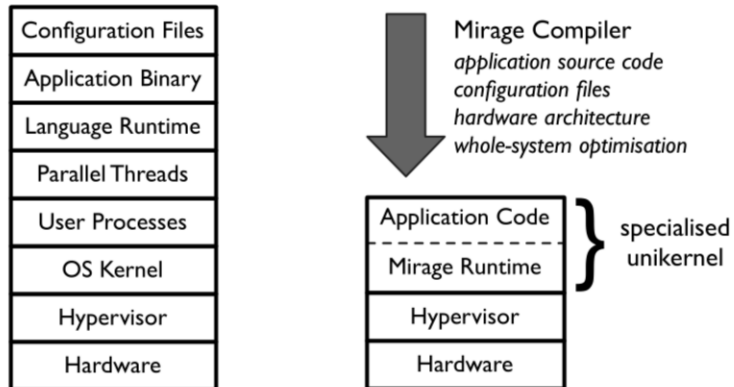 Configuration Files
Application Binary
Language Runtime
Parallel Threads
User Processes
OS Kernel
Hypervisor
Hardware
Mirage Compiler
application source code
configuration files
hardware architecture
whole-system optimisation
Application Code
Mirage Runtime
Hypervisor
Hardware
specialised
unikernel